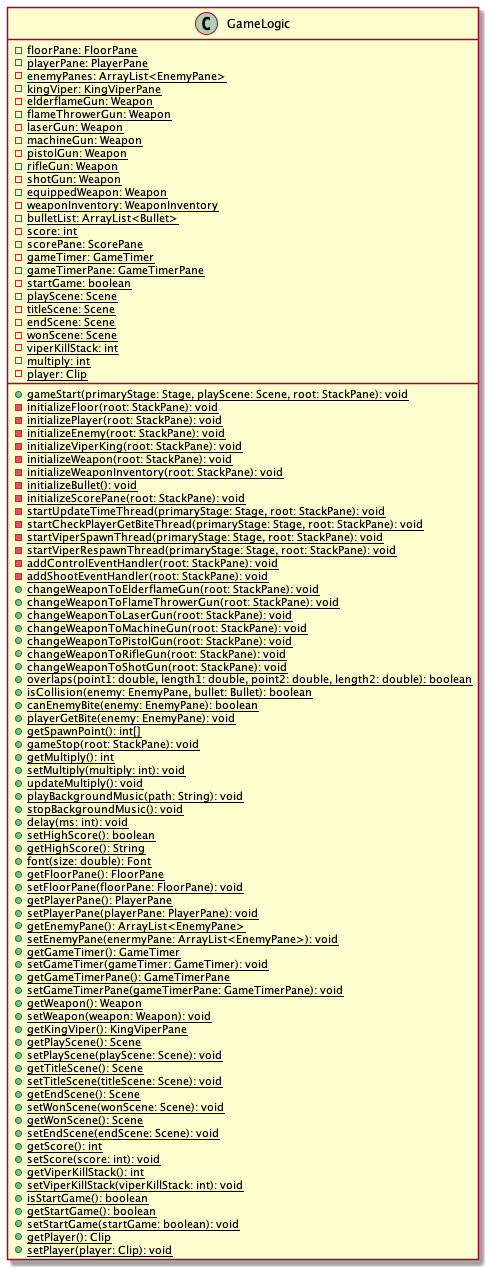 C GameLogic
floorPane: FloorPane
playerPane: PlayerPane
enemyPanes: ArrayList<EnemyPane>
kingViper: KingViperPane
elderflameGun: Weapon
flameThrowerGun: Weapon
laserGun: Weapon
machineGun: Weapon
pistolGun: Weapon
rifleGun: Weapon
shotGun: Weapon
equippedWeapon: Weapon
weaponInventory: WeaponInventory
bulletList: ArrayList<Bullet>
score: int
scorePane: ScorePane
gameTimer: GameTimer
gameTimerPane: GameTimerPane
startGame: boolean
playScene: Scene
titleScene: Scene
endScene: Scene
wonScene: Scene
viperKillStack: int
multiply: int
player: Clip
gameStart(primaryStage: Stage, playScene: Scene, root: StackPane): void
initializeFloor(root: StackPane): void
initializePlayer(root: StackPane): void
initializeEnemy(root: StackPane): void
initializeViperKing(root: StackPane): void
initializeWeapon(root: StackPane): void
initializeWeaponInventory(root: StackPane): void
initializeBullet(): void
initializeScorePane(root: StackPane): void
startUpdateTimeThread(primaryStage: Stage, root: StackPane): void
startCheckPlayerGetBiteThread(primaryStage: Stage, root: StackPane): void
startViperSpawnThread(primaryStage: Stage, root: StackPane): void
startViperRespawnThread(primaryStage: Stage, root: StackPane): void
addControlEventHandler(root: StackPane): void
addShootEventHandler(root: StackPane): void
changeWeaponToElderflameGun(root: StackPane): void
changeWeaponToFlameThrowerGun(root: StackPane): void
changeWeaponToLaserGun(root: StackPane): void
changeWeaponToMachineGun(root: StackPane): void
changeWeaponToPistolGun(root: StackPane): void
changeWeaponToRifleGun(root: StackPane): void
changeWeaponToShotGun(root: StackPane): void
overlaps(point1: double, length1: double, point2: double, length2: double): boolean
isCollision(enemy: EnemyPane, bullet: Bullet): boolean
canEnemyBite(enemy: EnemyPane): boolean
playerGetBite(enemy: EnemyPane): void
getSpawnPoint(): int[]
gameStop(root: StackPane): void
getMultiply(): int
setMultiply(multiply: int): void
updateMultiply(): void
playBackgroundMusic(path: String): void
stopBackgroundMusic(): void
delay(ms: int): void
setHighScore(): boolean
getHighScore(): String
font(size: double): Font
getFloorPane(): FloorPane
setFloorPane(floorPane: FloorPane): void
getPlayerPane(): PlayerPane
setPlayerPane(playerPane: PlayerPane): void
getEnemyPane(): ArrayList<EnemyPane>
setEnemyPane(enermyPane: ArrayList<EnemyPane>): void
getGameTimer(): GameTimer
setGameTimer(gameTimer: GameTimer): void
getGameTimerPane(): GameTimerPane
setGameTimerPane(gameTimerPane: GameTimerPane): void
getWeapon(): Weapon
setWeapon(weapon: Weapon): void
getKingViper(): KingViperPane
getPlayScene(): Scene
setPlayScene(playScene: Scene): void
getTitleScene(): Scene
setTitleScene(titleScene: Scene): void
getEndScene(): Scene
setWonScene(wonScene: Scene): void
getWonScene(): Scene
setEndScene(endScene: Scene): void
getScore(): int
setScore(score: int): void
getViperKillStack(): int
setViperKillStack(viperKillStack: int): void
isStartGame(): boolean
getStartGame(): boolean
setStartGame(startGame: boolean): void
getPlayer(): Clip
setPlayer(player: Clip): void